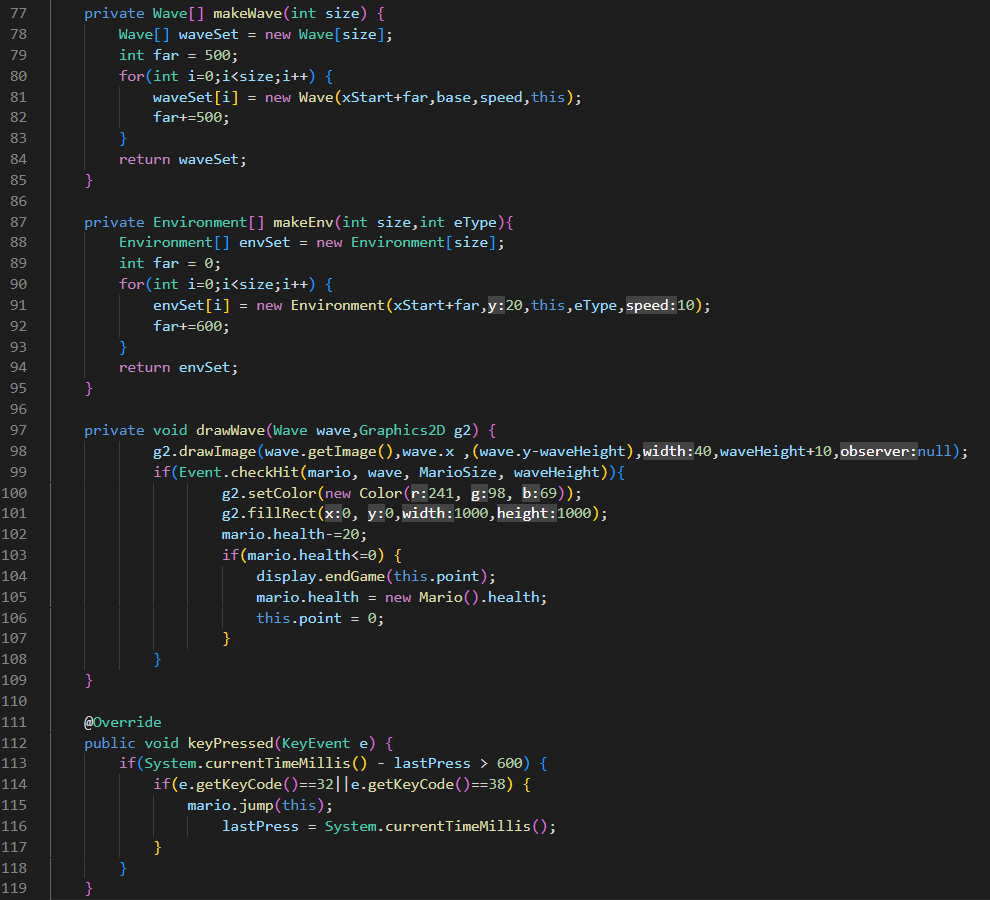 77 private Wave[] makeWave(int size) {
78 Wave[] waveSet = new Wave[size];
79 int far = 500;
80 for(int i=0;i<size;i++) {
81 waveSet[i] = new Wave(xStart+far,base,speed,this);
82 far+=500;
83 }
84 return waveSet;
85 }
86
87 private Environment[] makeEnv(int size,int eType){
88 Environment[] envSet = new Environment[size];
89 int far = 0;
90 for(int i=0;i<size;i++) {
91 envSet[i] = new Environment(xStart+far,y:20,this,eType,speed:10);
92 far+=600;
93 }
94 return envSet;
95 }
96
97 private void drawWave(Wave wave,Graphics2D g2) {
98 g2.drawImage(wave.getImage(),wave.x ,(wave.y-waveHeight),width:40,waveHeight+10,observer:null);
99 if(Event.checkHit(mario, wave, MarioSize, waveHeight)){
100 g2.setColor(new Color(r:241, g:98, b:69));
101 g2.fillRect(x:0, y:0,width:1000,height:1000);
102 mario.health-=20;
103 if(mario.health<=0) {
104 display.endGame(this.point);
105 mario.health = new Mario().health;
106 this.point = 0;
107 }
108 }
109 }
110
111 @Override
112 public void keyPressed(KeyEvent e) {
113 if(System.currentTimeMillis() - lastPress > 600) {
114 if(e.getKeyCode()==32||e.getKeyCode()==38) {
115 mario.jump(this);
116 lastPress = System.currentTimeMillis();
117 }
118 }
119 }